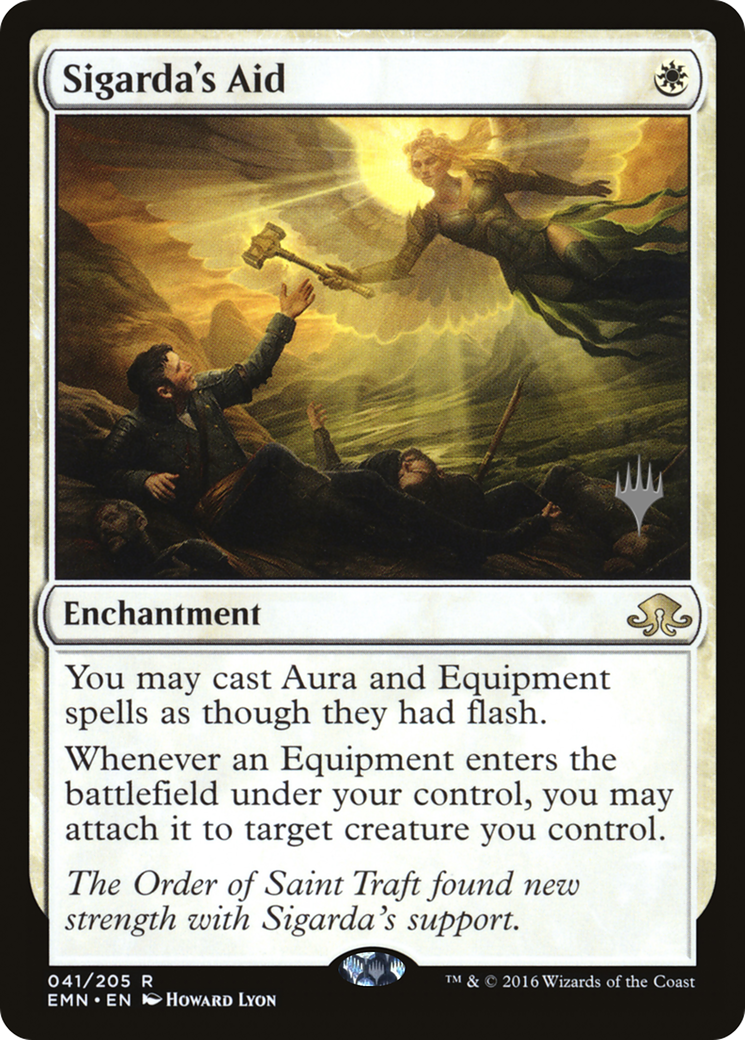 Sigarda's Aid
Enchantment
You may cast Aura and Equipment
spells as though they had flash.
Whenever an Equipment enters the
battlefield under your control, you may
attach it to target creature you control.
The Order of Saint Traft found new
strength with Sigarda's support.
041/205 R
EMN • EN Howard Lyon
™ & © 2016 Wizards of the Coast